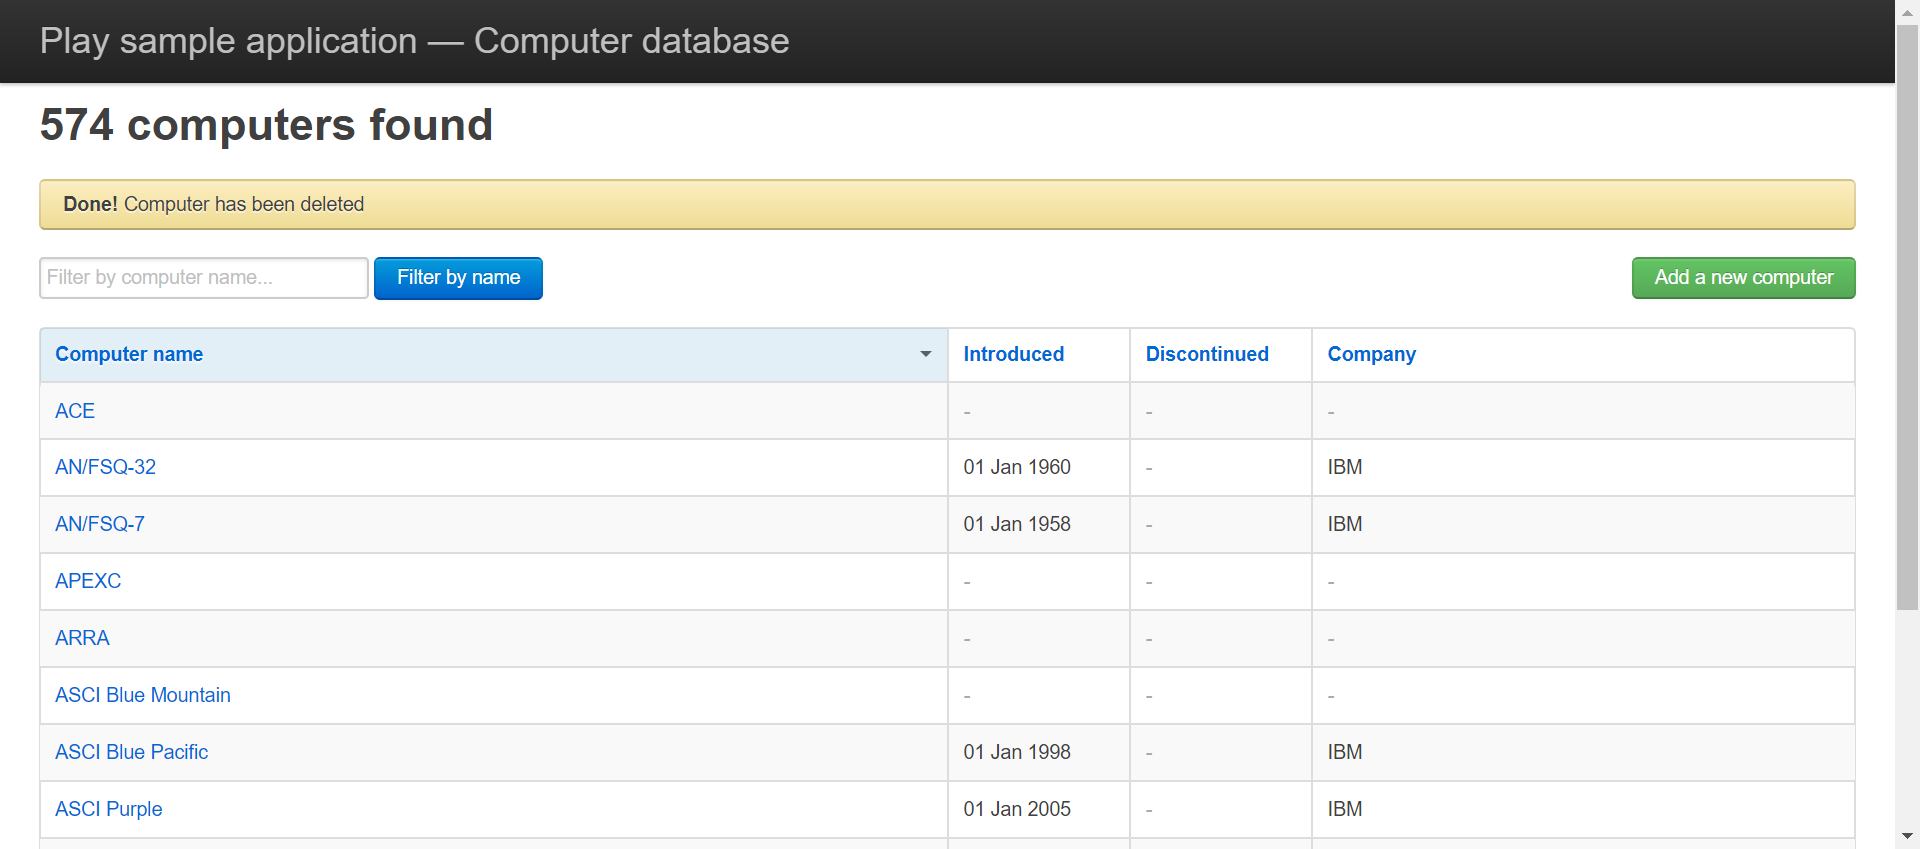 Play sample application — Computer database
574 computers found
Done! Computer has been deleted
Filter by computer name... Filter by name Add a new computer
Computer name Introduced Discontinued Company
ACE - - -
AN/FSQ-32 01 Jan 1960 - IBM
AN/FSQ-7 01 Jan 1958 - IBM
APEXC - - -
ARRA - - -
ASCI Blue Mountain - - -
ASCI Blue Pacific 01 Jan 1998 - IBM
ASCI Purple 01 Jan 2005 - IBM